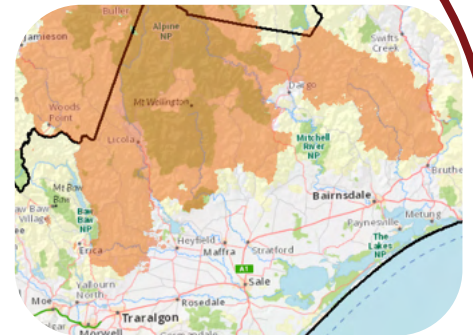 Buller
Alpine
NP
Jamieson
Swifts
Creek
Dargo
Mt Wellington
Woods
Point
Licola
Mitchell
River
NP
Bruthe
Mt Baw
Baw Baw
Village
Baw
Baw
NP
Bairnsdale
Metung
Paynesville
The
Lakes
NP
Heyfield
Maffra
Stratford
Erica
A1
Sale
Yallourn
North
Moe
Rosedale
Traralgon
Morwell